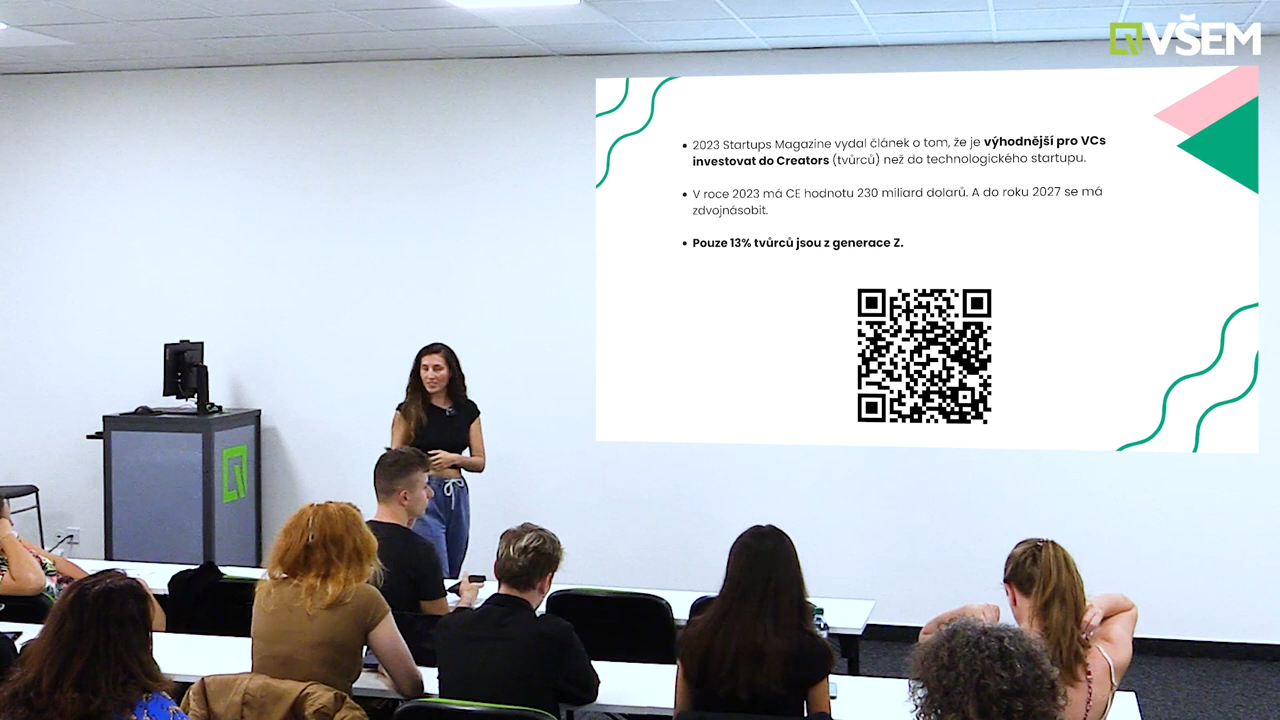 VŠEM
2023 Startups Magazine vydal článek o tom, že je výhodnější pro VCs
investovat do Creators (tvůrců) než do technologického startupu.
V roce 2023 má CE hodnotu 230 miliard dolarů. A do roku 2027 se má
zdvojnásobit.
Pouze 13% tvůrců jsou z generace Z.